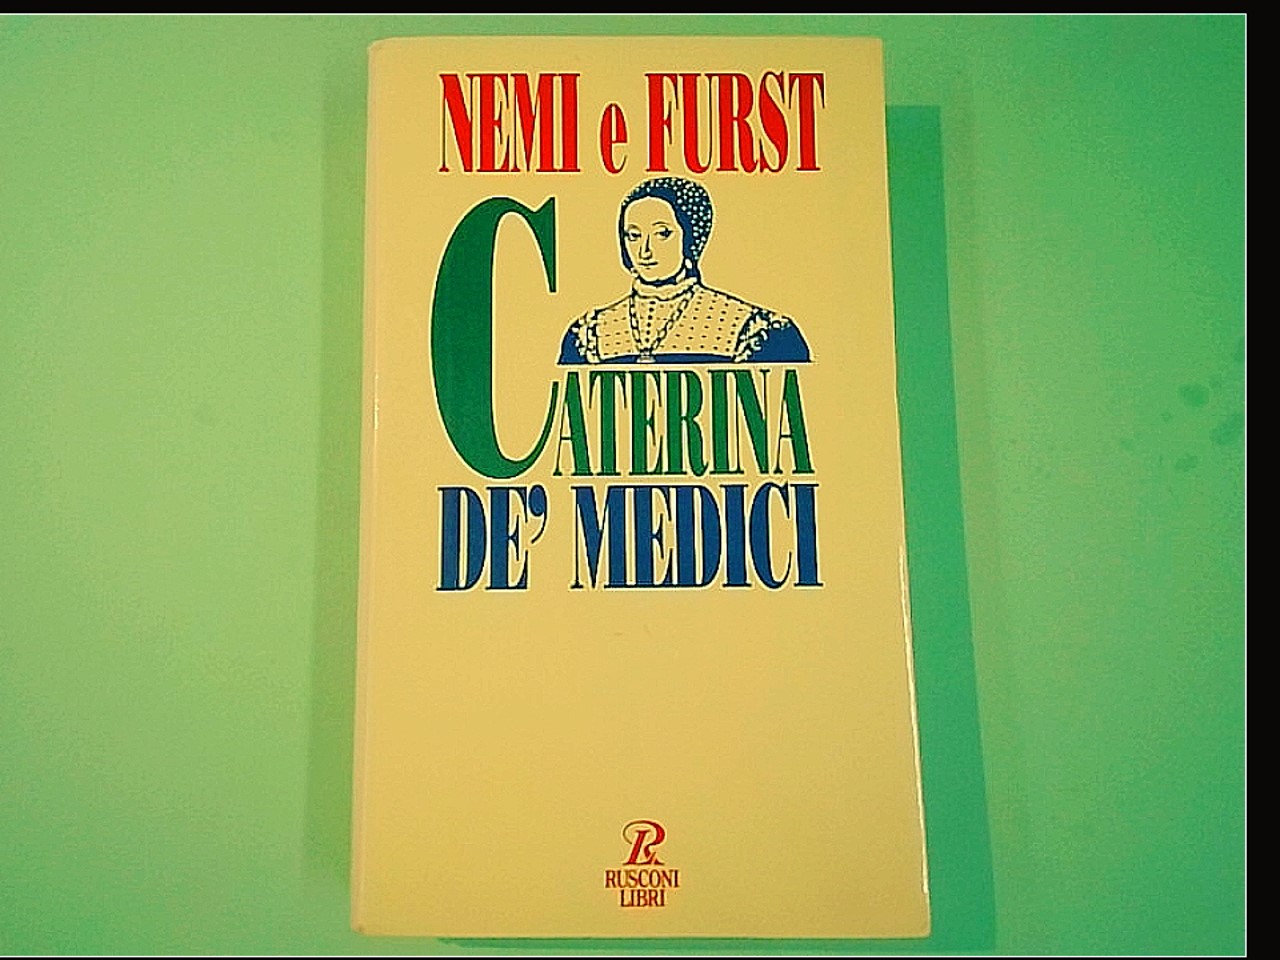 NEMI e FURST
CATERINA
DE' MEDICI
RUSCONI
LIBRI